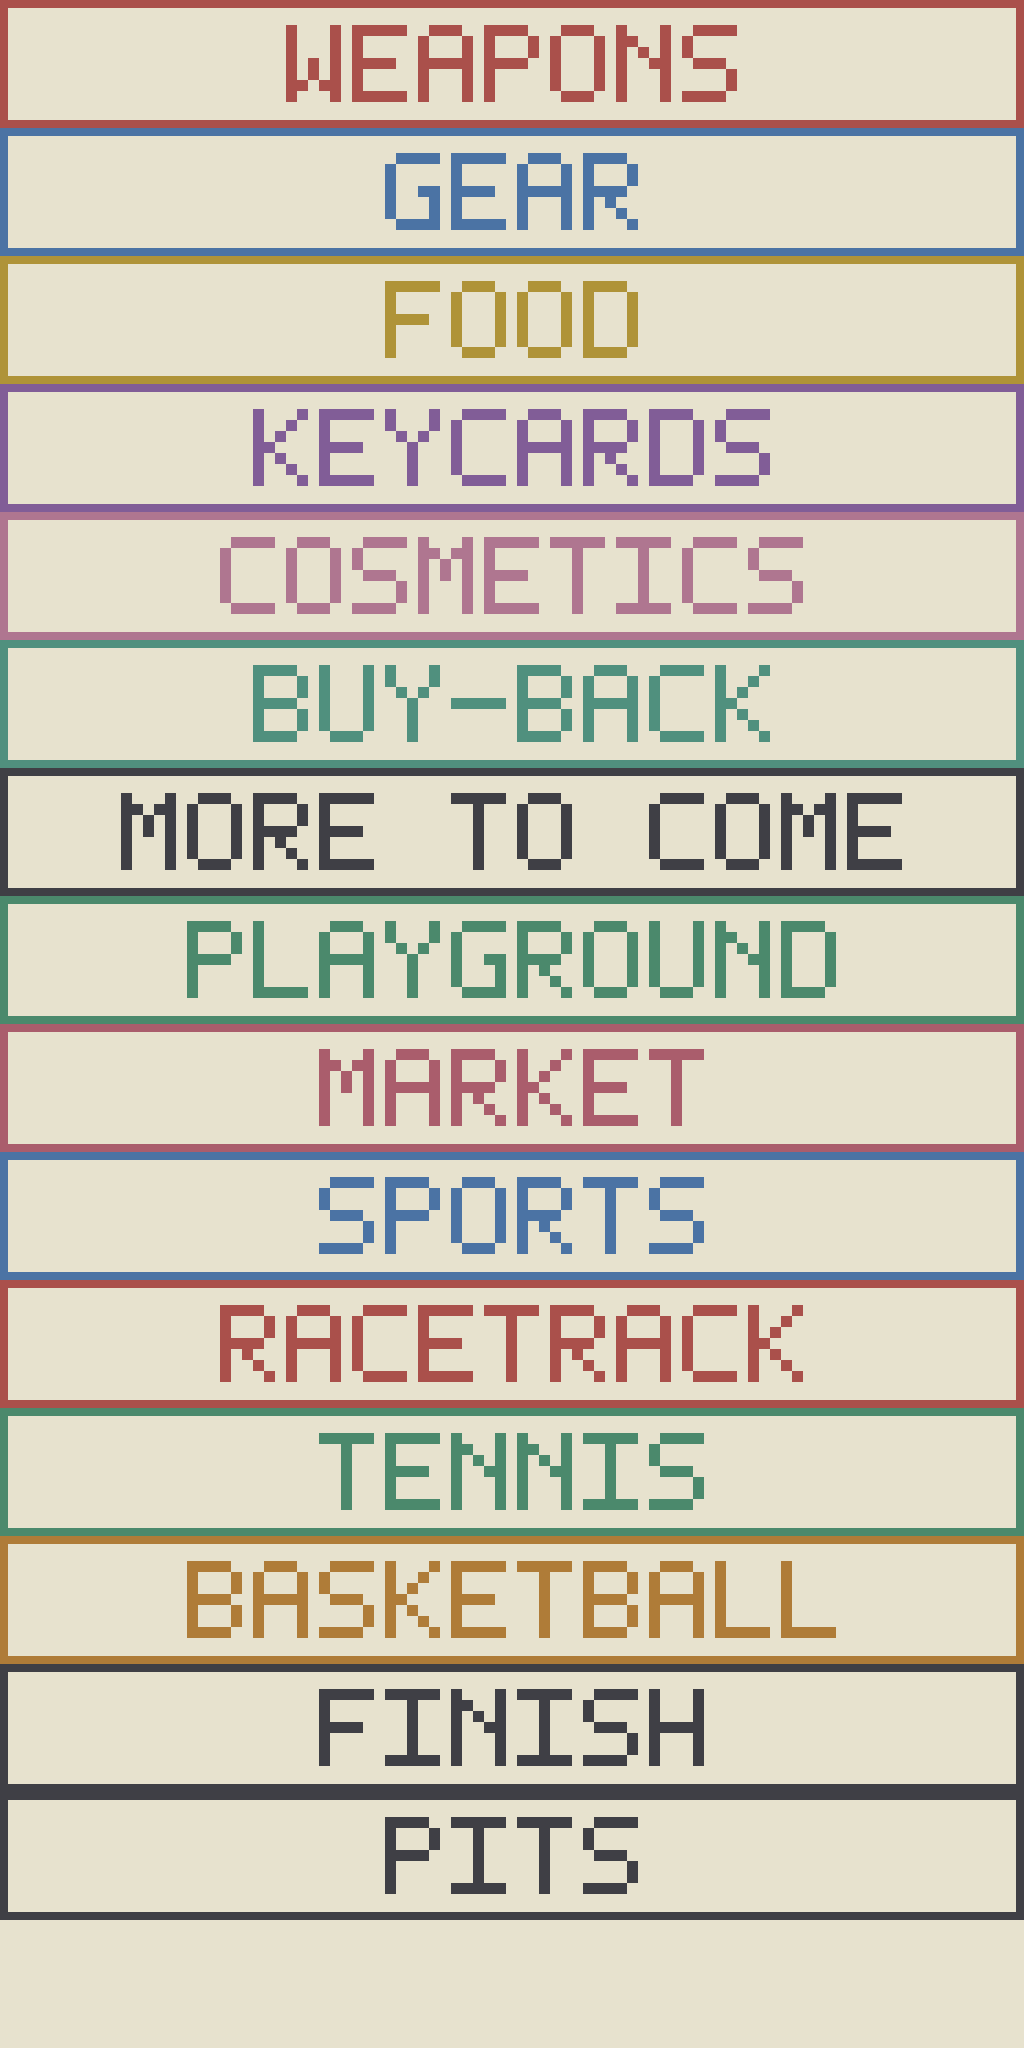 WEAPONS
GEAR
FOOD
KEYCARDS
COSMETICS
BUY-BACK
MORE TO COME
PLAYGROUND
MARKET
SPORTS
RACETRACK
TENNIS
BASKETBALL
FINISH
PITS